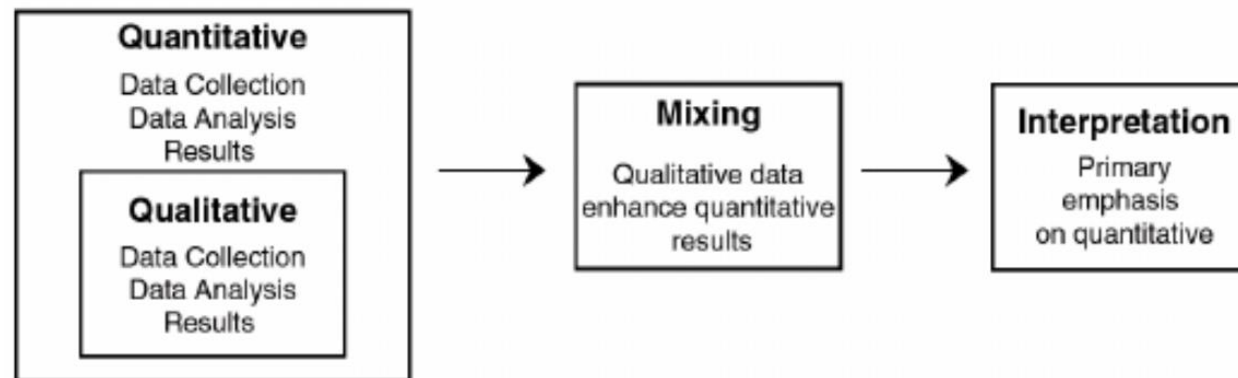 Quantitative
Data Collection
Data Analysis
Results
Qualitative
Data Collection
Data Analysis
Results
Mixing
Qualitative data
enhance quantitative
results
Interpretation
Primary
emphasis
on quantitative